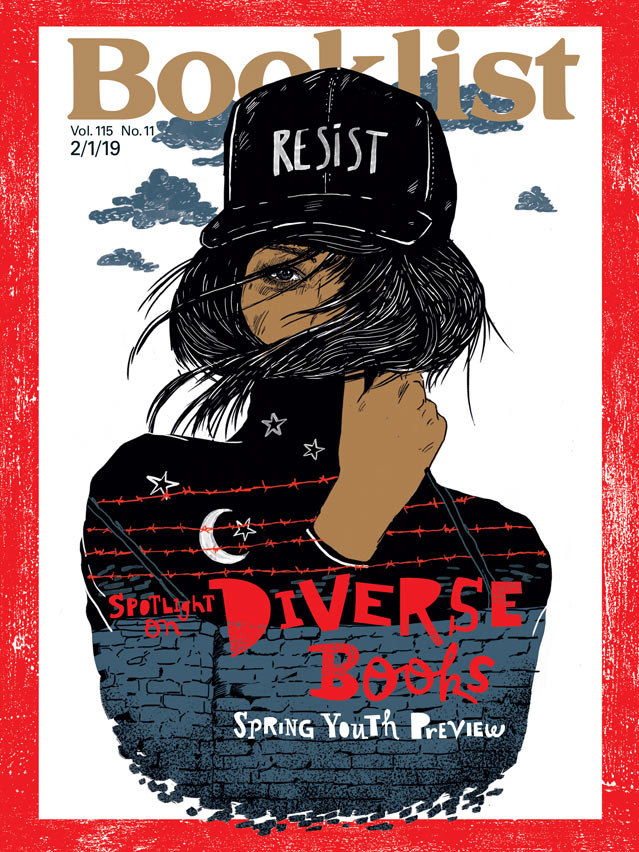 Booklist
Vol. 115 No. 11
2/1/19
RESIST
SPOTLIGHT
on
DIVERSE
BOOKS
SPRING YOUTH PREVIEW